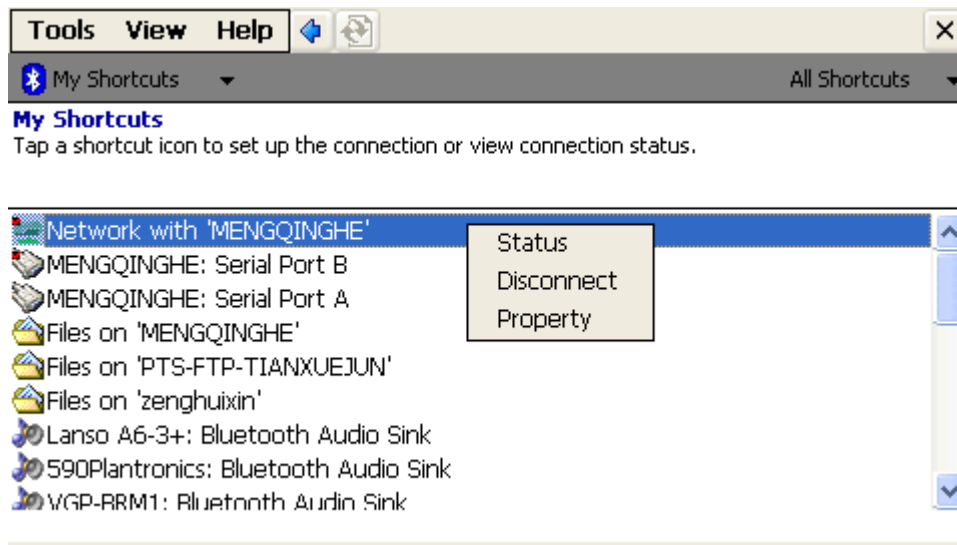 Tools View Help
My Shortcuts All Shortcuts
My Shortcuts
Tap a shortcut icon to set up the connection or view connection status.
Network with 'MENGQINGHE'
Status
MENGQINGHE: Serial Port B
Disconnect
MENGQINGHE: Serial Port A
Property
Files on 'MENGQINGHE'
Files on 'PTS-FTP-TIANXUEJUN'
Files on 'zenghuixin'
Lanso A6-3+: Bluetooth Audio Sink
590Plantronics: Bluetooth Audio Sink
VGP-BRM1: Bluetooth Audio Sink